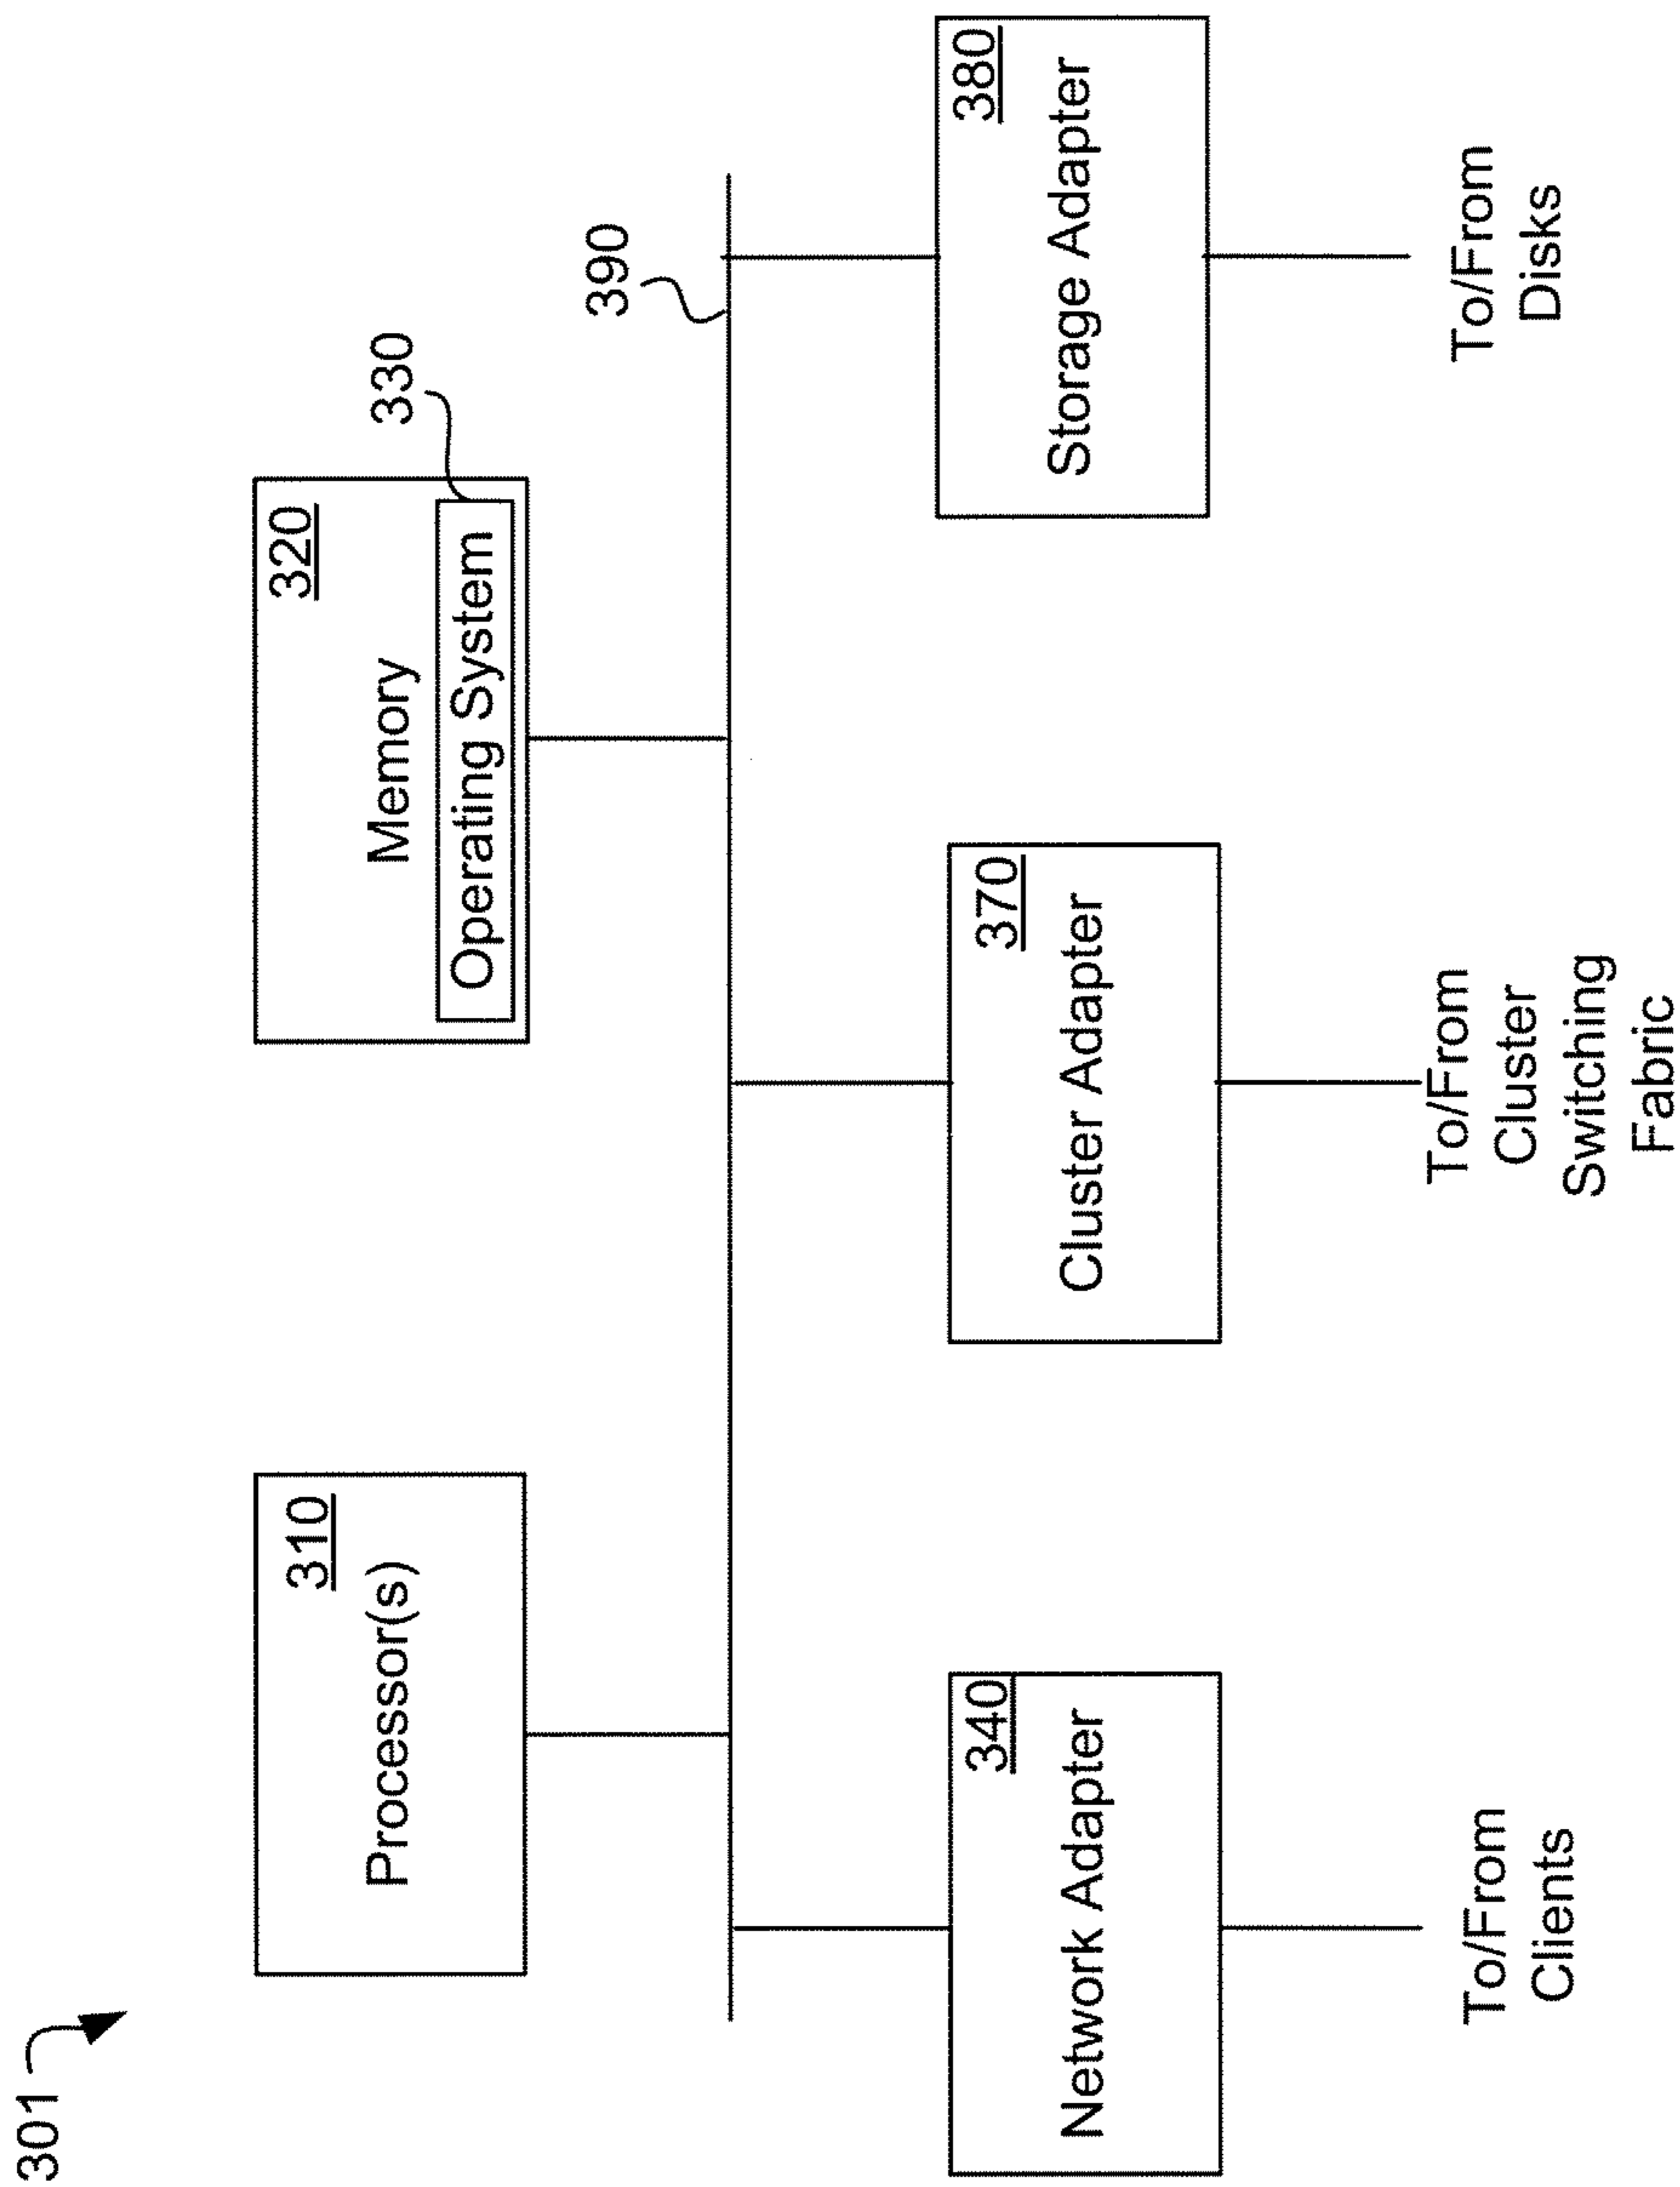 301
310
Processor(s)
320
Memory
Operating System
330
390
340
Network Adapter
370
Cluster Adapter
380
Storage Adapter
To/From
Clients
To/From
Cluster
Switching
Fabric
To/From
Disks